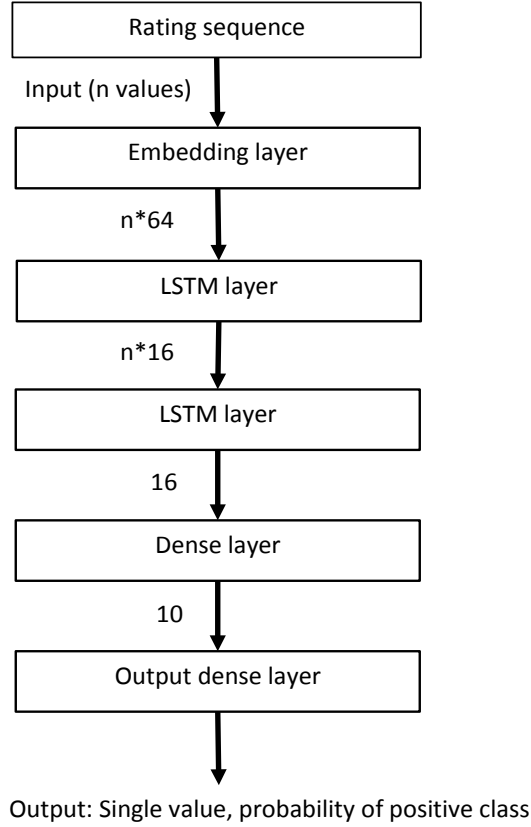 Rating sequence
Input (n values)
Embedding layer
n*64
LSTM layer
n*16
LSTM layer
16
Dense layer
10
Output dense layer
Output: Single value, probability of positive class